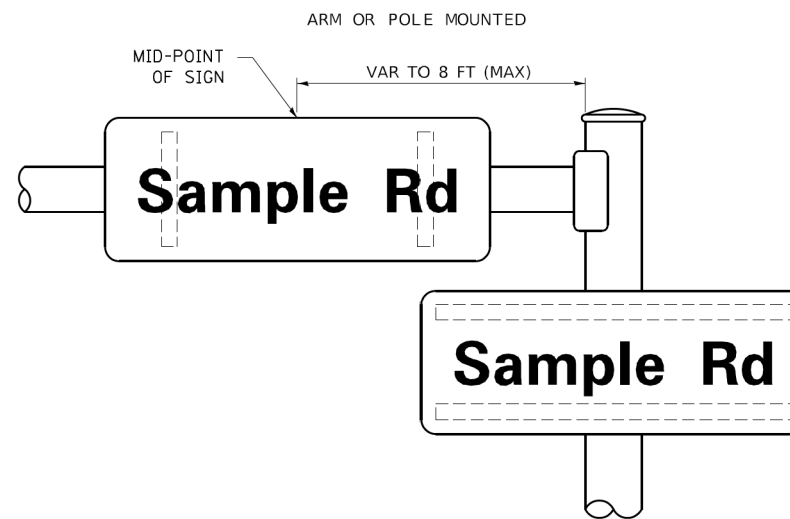 ARM OR POLE MOUNTED
MID-POINT
OF SIGN
VAR TO 8 FT (MAX)
Sample Rd
Sample Rd